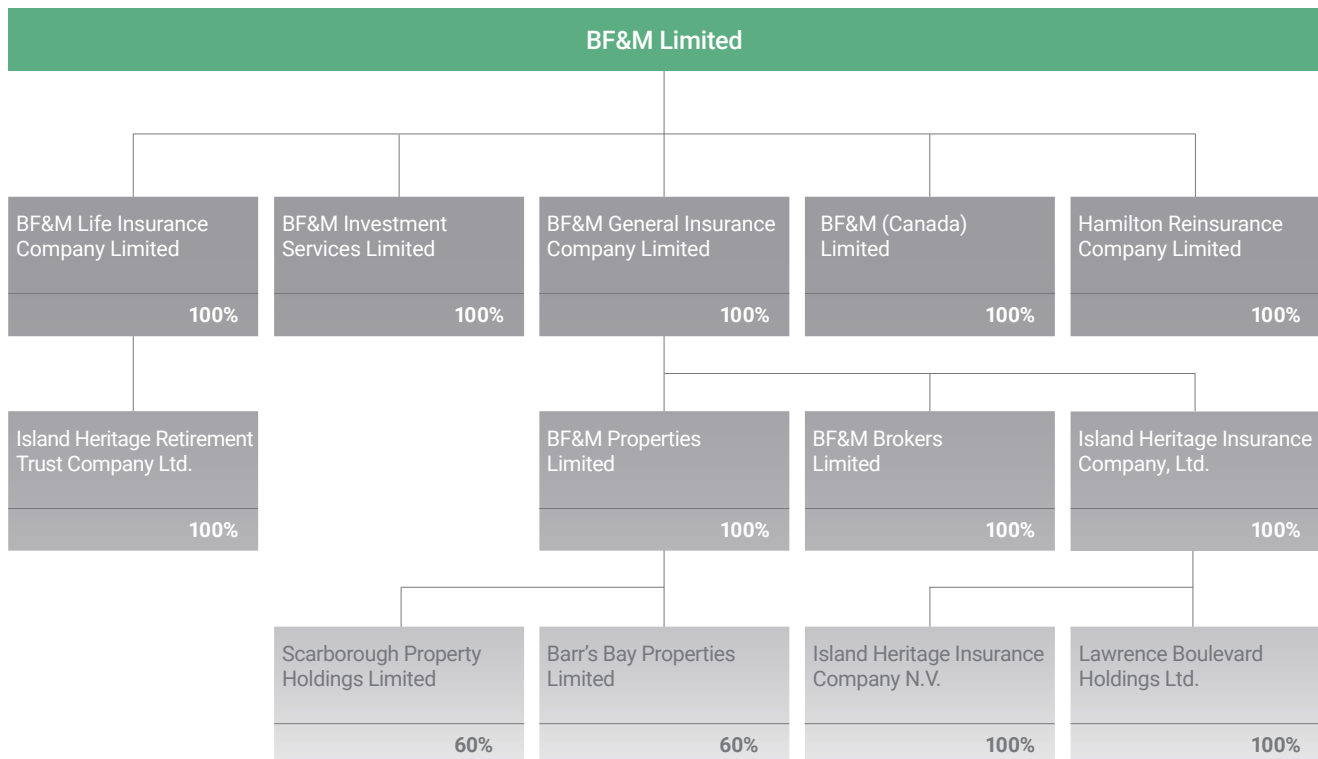 BF&M Limited
BF&M Life Insurance
Company Limited
100%
BF&M Investment
Services Limited
100%
BF&M General Insurance
Company Limited
100%
BF&M (Canada)
Limited
100%
Hamilton Reinsurance
Company Limited
100%
Island Heritage Retirement
Trust Company Ltd.
100%
BF&M Properties
Limited
100%
BF&M Brokers
Limited
100%
Island Heritage Insurance
Company, Ltd.
100%
Scarborough Property
Holdings Limited
60%
Barr's Bay Properties
Limited
60%
Island Heritage Insurance
Company N.V.
100%
Lawrence Boulevard
Holdings Ltd.
100%